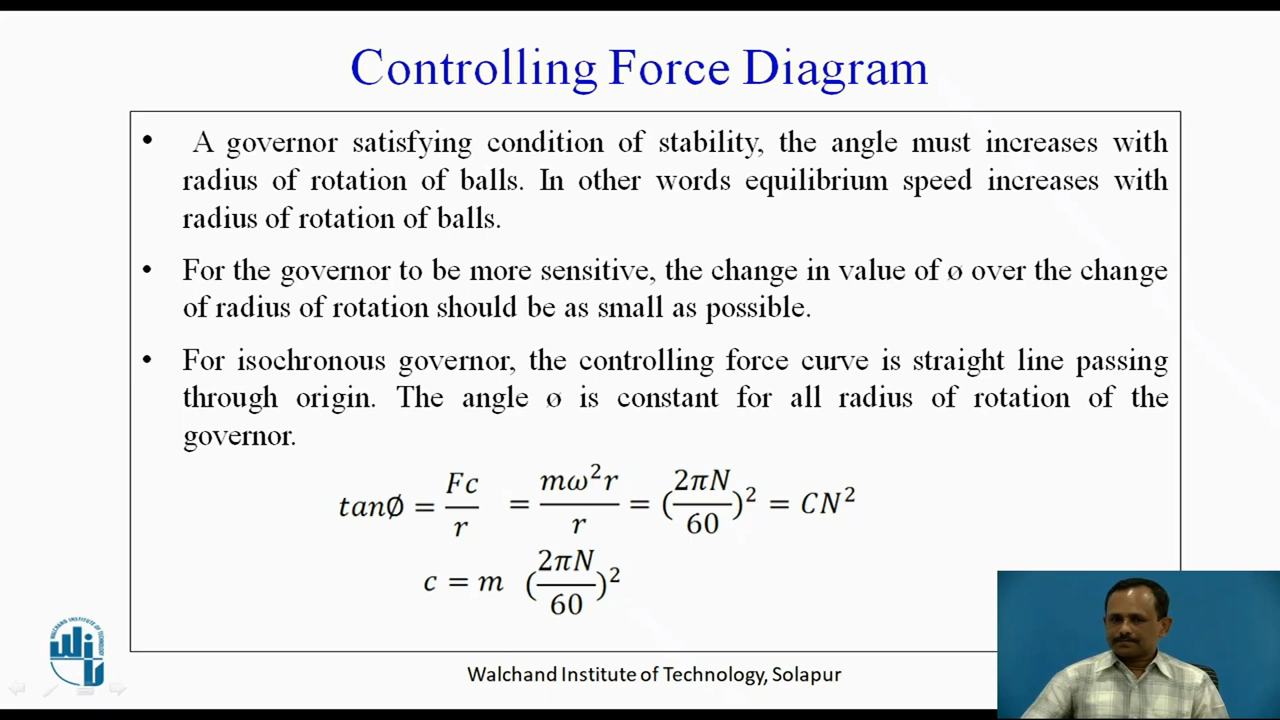 Controlling Force Diagram
• A governor satisfying condition of stability, the angle must increases with
radius of rotation of balls. In other words equilibrium speed increases with
radius of rotation of balls.
• For the governor to be more sensitive, the change in value of ø over the change
of radius of rotation should be as small as possible.
• For isochronous governor, the controlling force curve is straight line passing
through origin. The angle ø is constant for all radius of rotation of the
governor.
tanØ = Fc/r = mω²r/r = (2πN/60)² = CN²
c = m (2πN/60)²
WALCHAND INSTITUTE OF TECHNOLOGY
Walchand Institute of Technology, Solapur